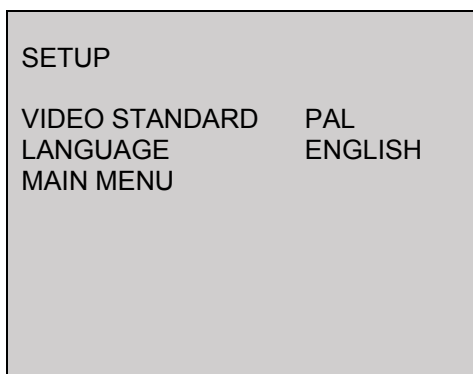 SETUP
VIDEO STANDARD PAL
LANGUAGE ENGLISH
MAIN MENU